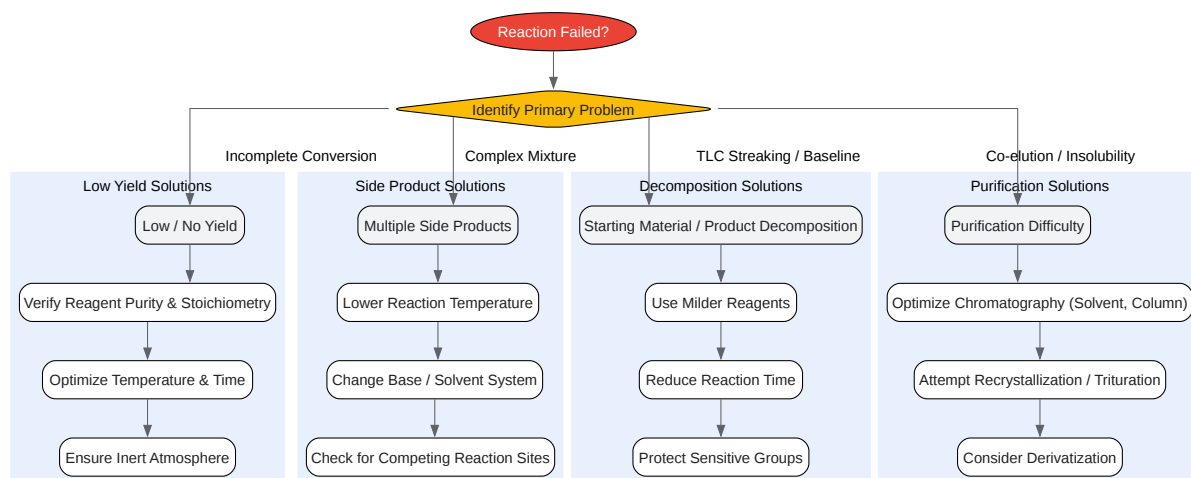 Reaction Failed?
Identify Primary Problem
Incomplete Conversion
Complex Mixture
TLC Streaking / Baseline
Co-elution / Insolubility
Low Yield Solutions
Low / No Yield
Verify Reagent Purity & Stoichiometry
Optimize Temperature & Time
Ensure Inert Atmosphere
Side Product Solutions
Multiple Side Products
Lower Reaction Temperature
Change Base / Solvent System
Check for Competing Reaction Sites
Decomposition Solutions
Starting Material / Product Decomposition
Use Milder Reagents
Reduce Reaction Time
Protect Sensitive Groups
Purification Solutions
Purification Difficulty
Optimize Chromatography (Solvent, Column)
Attempt Recrystallization / Trituration
Consider Derivatization